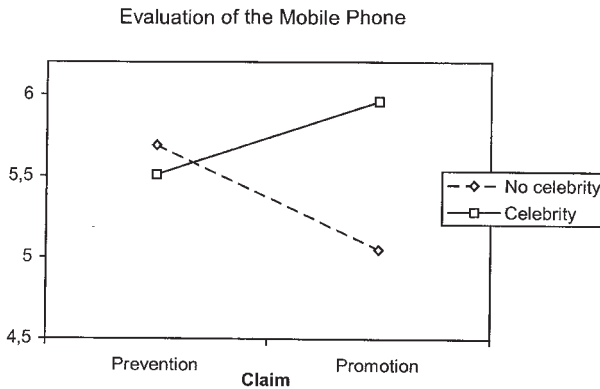 Evaluation of the Mobile Phone
6
5,5
5
4,5
No celebrity
Celebrity
Prevention
Promotion
Claim